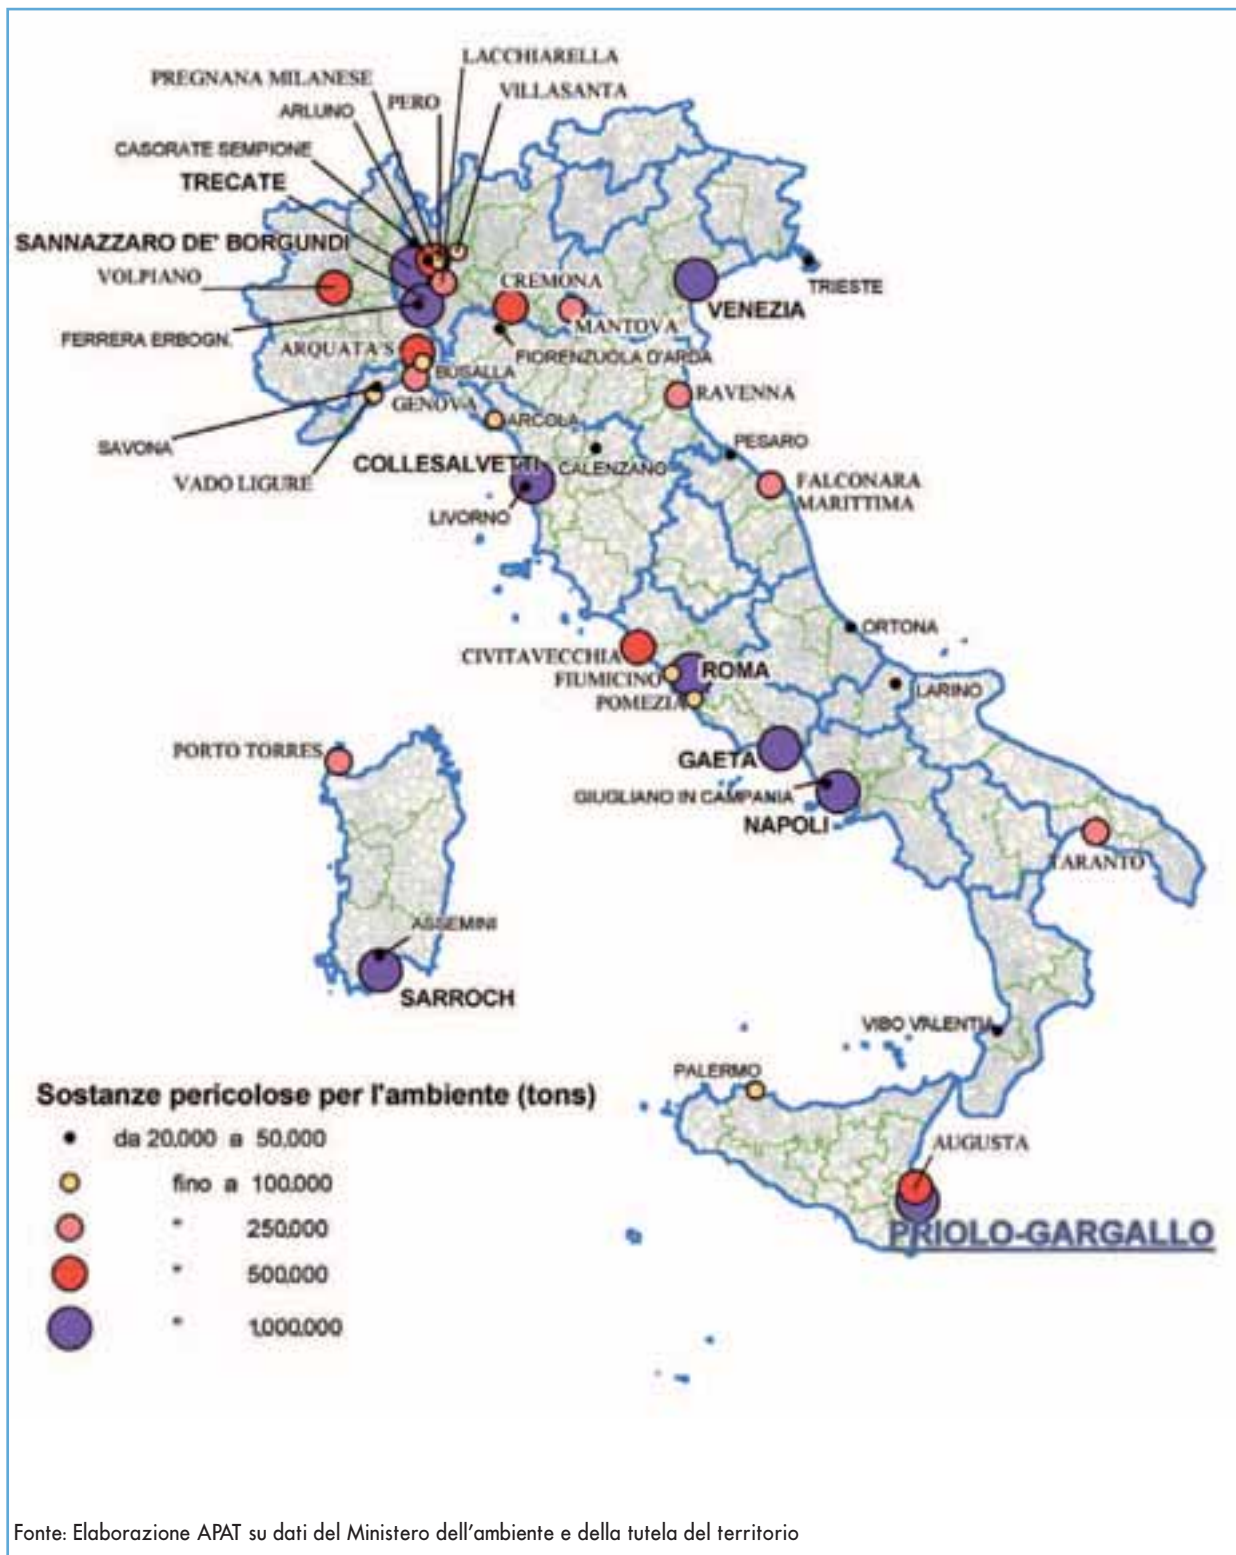 LACCHIARELLA
PREGNANA MILANESE
VILLASANTA
PERO
ARLUNO
CASORATE SEMPIONE
TRECATE
SANNAZZARO DE' BORGUNDI
VOLPIANO
CREMONA
TRIESTE
VENEZIA
MANTOVA
FERRERA ERBOGN.
ARQUATA'S
FIORENZUOLA D'ARDA
BUSALLA
RAVENNA
GENOVA
ARCOLA
SAVONA
PESARO
COLLESALVETTI
CALENZANO
VADO LIGURE
FALCONARA
MARITTIMA
LIVORNO
ORTONA
CIVITAVECCHIA
ROMA
FIUMICINO
LARINO
POMEZIA
PORTO TORRES
GAETA
GIUGLIANO IN CAMPANIA
NAPOLI
TARANTO
ASSEMINI
SARROCH
VIBO VALENTIA
PALERMO
AUGUSTA
PRIOLO-GARGALLO
Sostanze pericolose per l'ambiente (tons)
da 20.000 a 50.000
fino a 100.000
" 250.000
" 500.000
" 1.000.000
Fonte: Elaborazione APAT su dati del Ministero dell'ambiente e della tutela del territorio